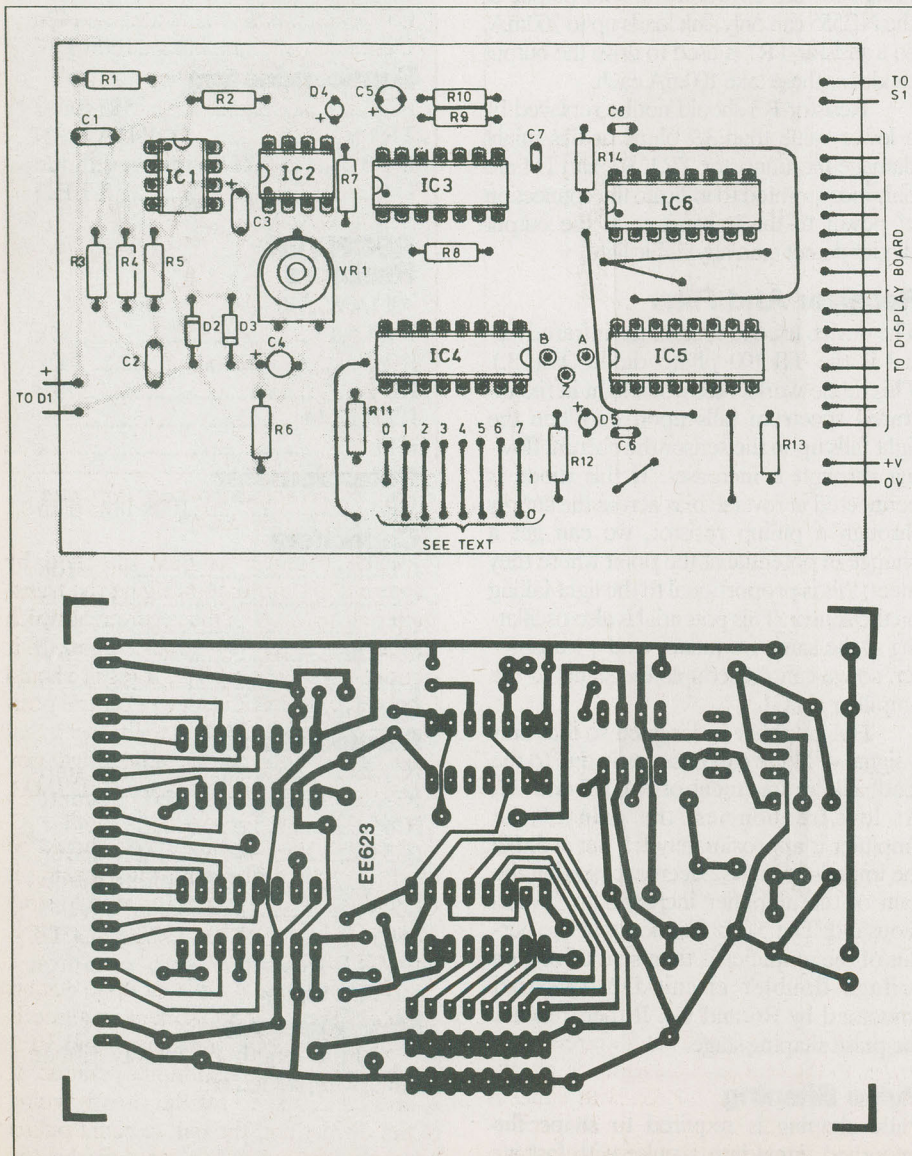 R1
R2
D4
C5
R10
R9
C1
C7
C8
R14
TO
S1
IC1
IC2
R7
IC3
IC6
C3
R3
R4
R5
VR1
R8
TO DISPLAY BOARD
D2
D3
C2
C4
IC4
B
A
Z
IC5
+
TO D1
R6
R11
D5
C6
R12
R13
0 1 2 3 4 5 6 7
1
0
+V
0V
SEE TEXT
EE623